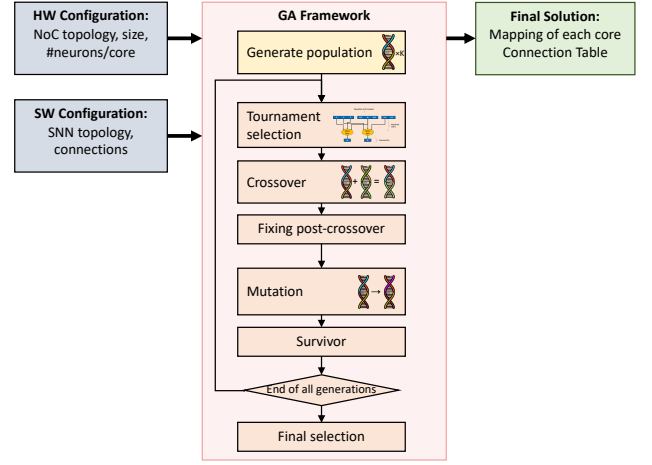 HW Configuration:
NoC topology, size,
#neurons/core
SW Configuration:
SNN topology,
connections
GA Framework
Generate population
×K
Tournament
selection
Crossover
+
=
Fixing post-crossover
Mutation
Survivor
End of all generations
Final selection
Final Solution:
Mapping of each core
Connection Table